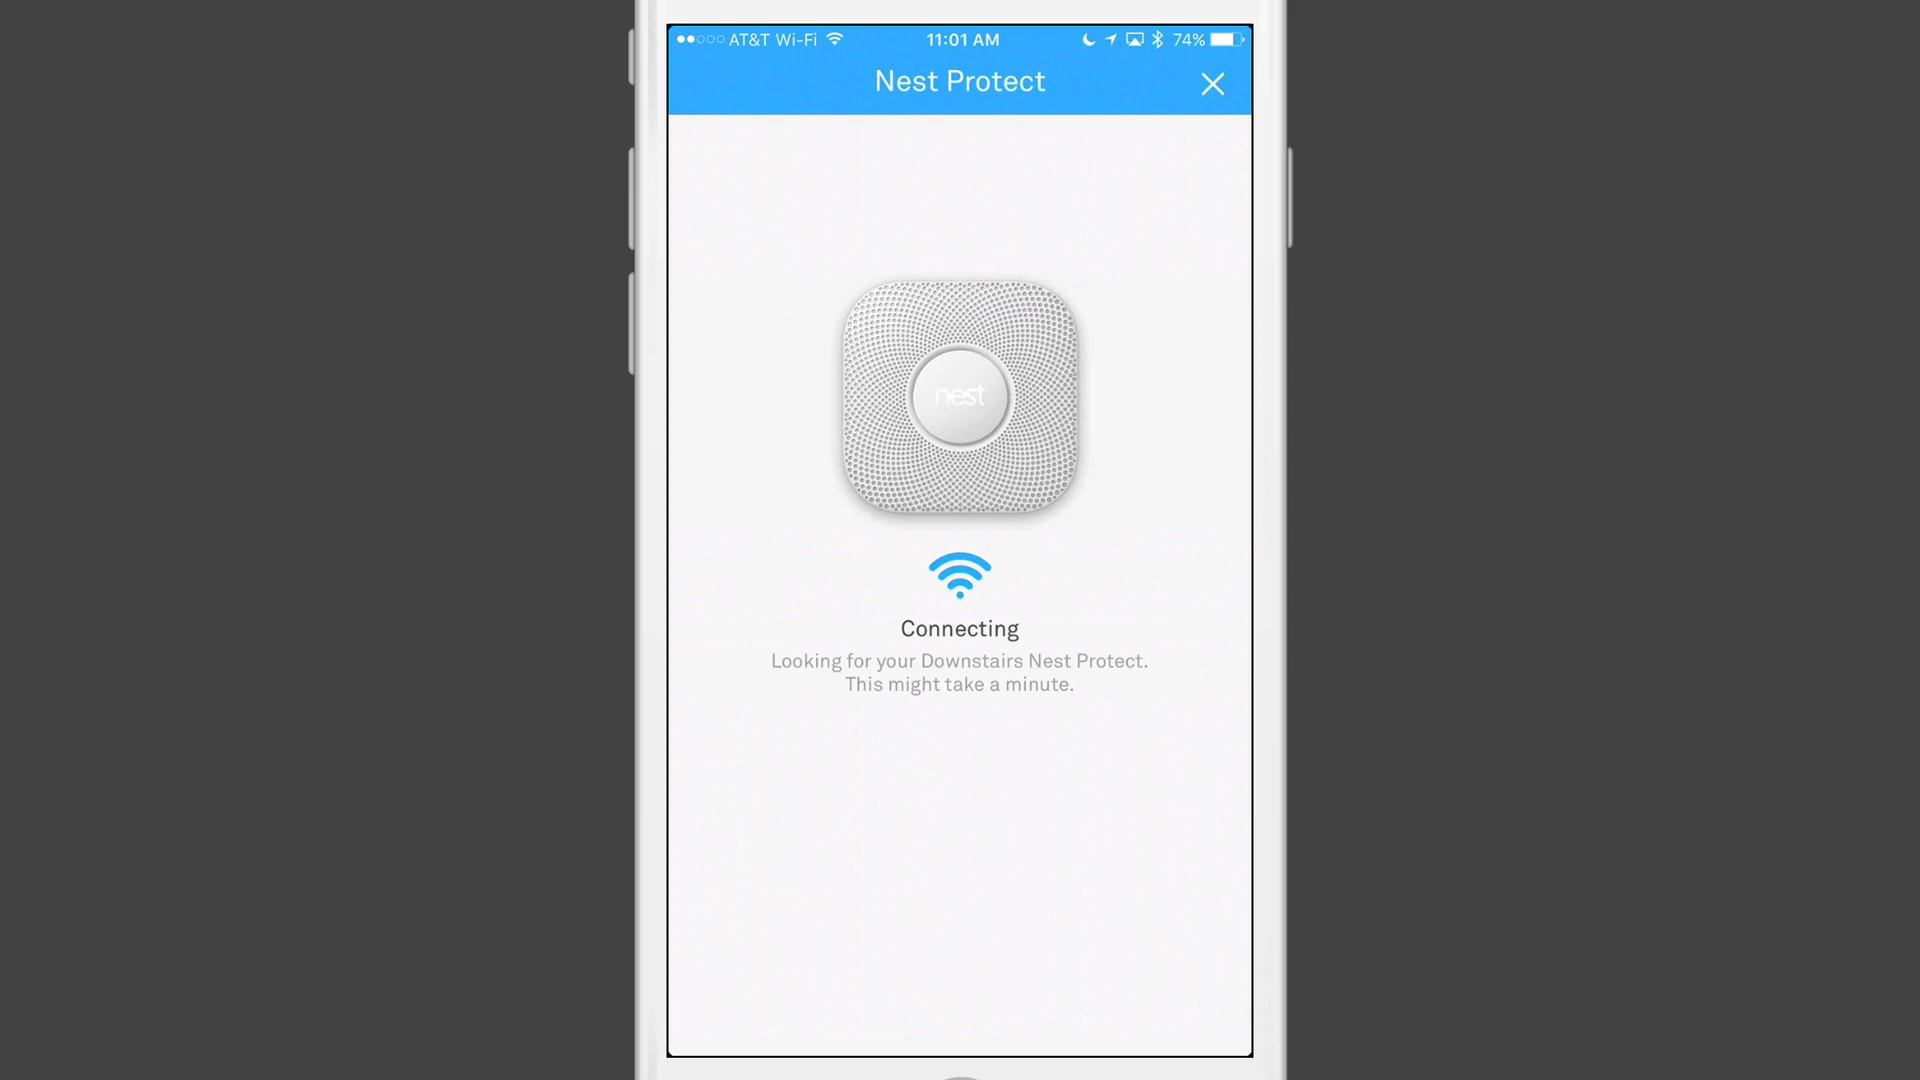 AT&T Wi-Fi 11:01 AM 74%
Nest Protect
nest
Connecting
Looking for your Downstairs Nest Protect.
This might take a minute.